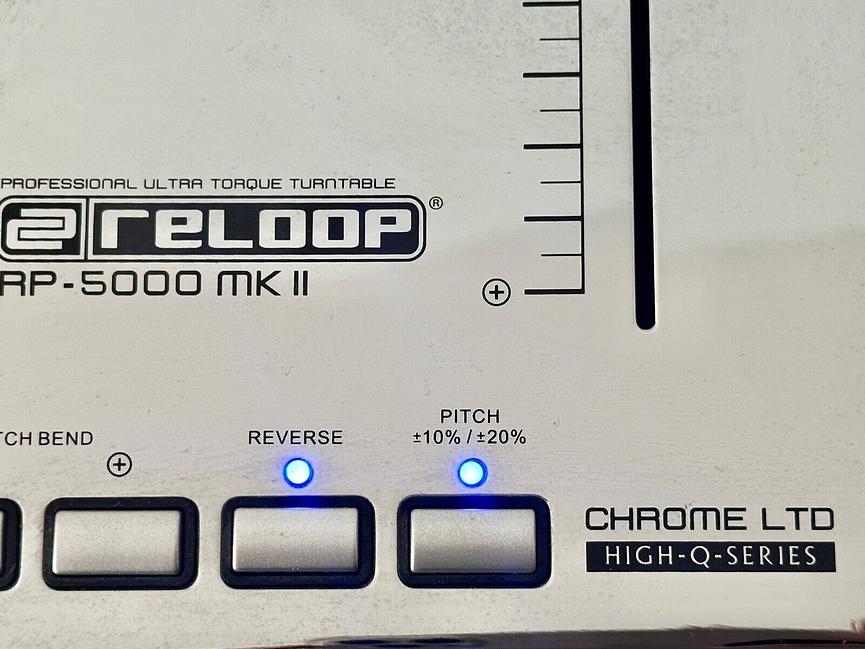 PROFESSIONAL ULTRA TORQUE TURNTABLE
reLOOP®
RP-5000 MK II
TCH BEND
REVERSE
PITCH
±10% / ±20%
CHROME LTD
HIGH-Q-SERIES